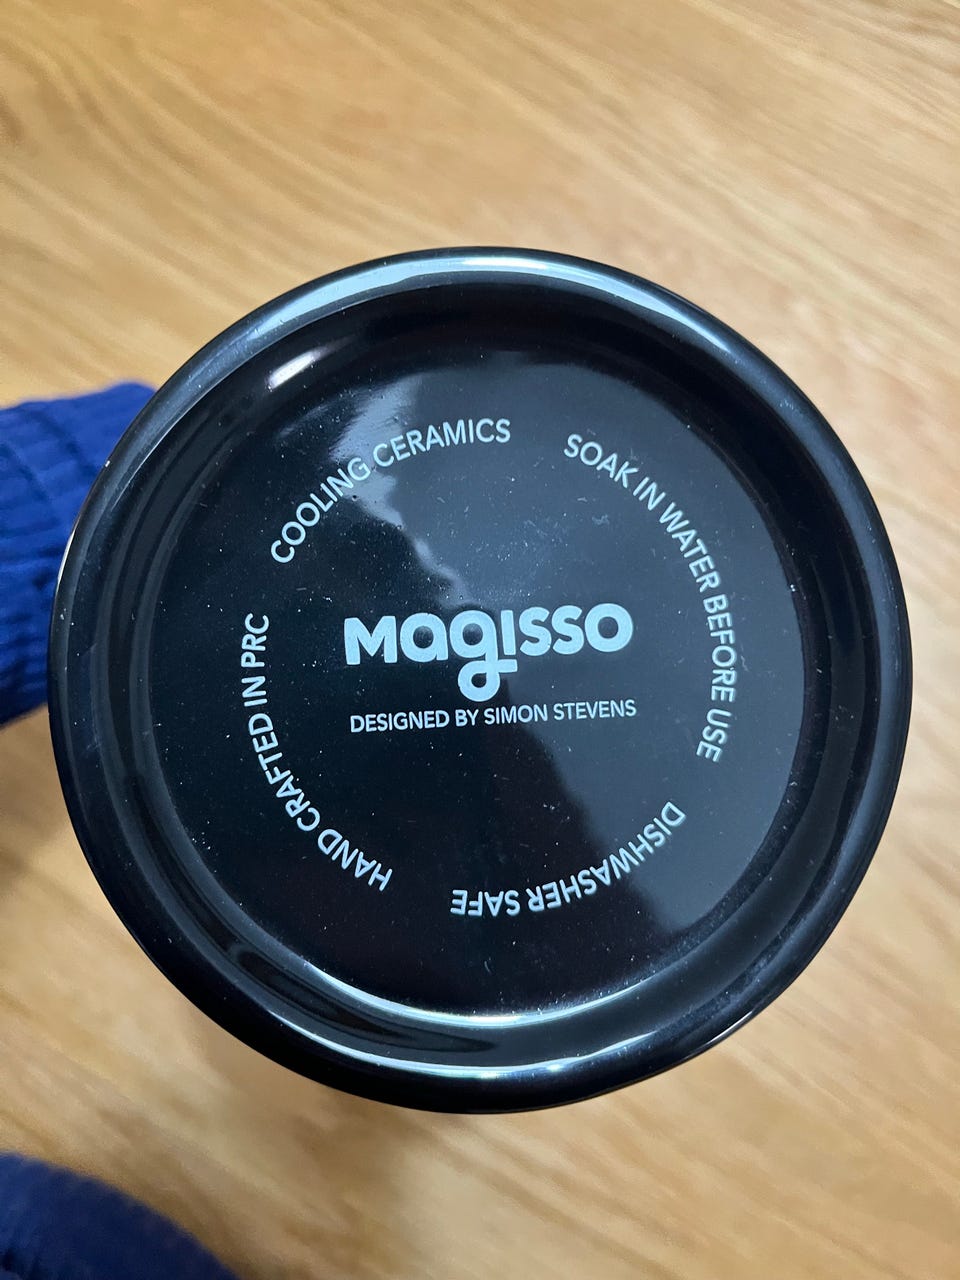 COOLING CERAMICS
SOAK IN WATER BEFORE USE
DISHWASHER SAFE
HAND CRAFTED IN PRC
magisso
DESIGNED BY SIMON STEVENS